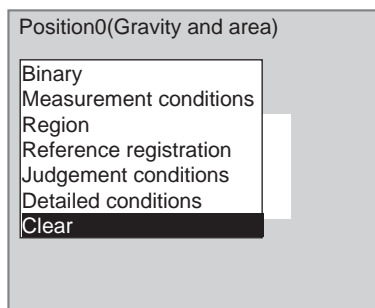 Position0(Gravity and area)
Binary
Measurement conditions
Region
Reference registration
Judgement conditions
Detailed conditions
Clear